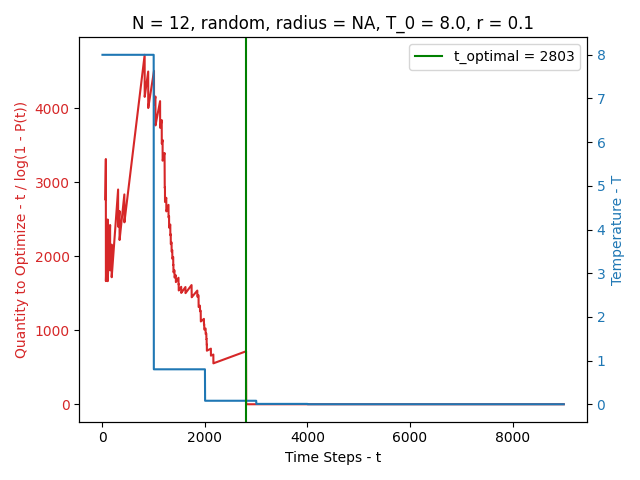 N = 12, random, radius = NA, T_0 = 8.0, r = 0.1
t_optimal = 2803
Quantity to Optimize - t / log(1 - P(t))
4000
3000
2000
1000
0
8
7
6
5
4
3
2
1
0
Temperature - T
0 2000 4000 6000 8000
Time Steps - t